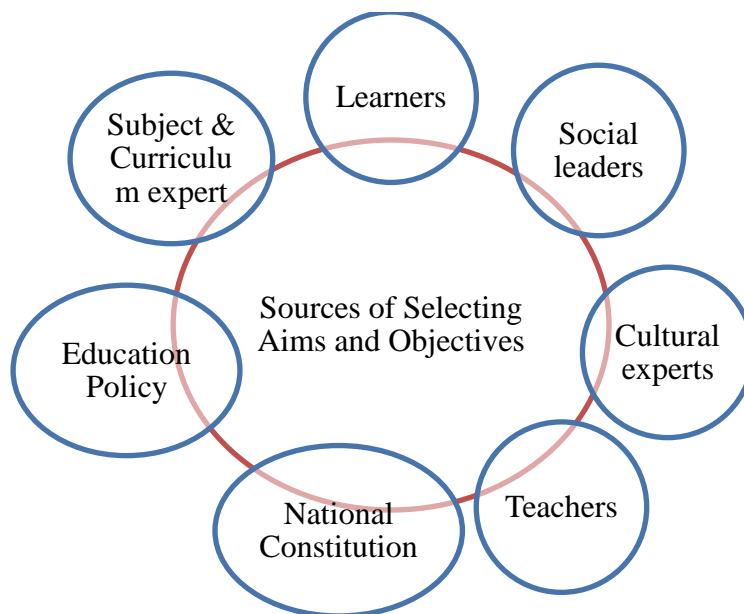 Learners
Social
leaders
Cultural
experts
Teachers
National
Constitution
Education
Policy
Subject &
Curriculu
m expert
Sources of Selecting
Aims and Objectives